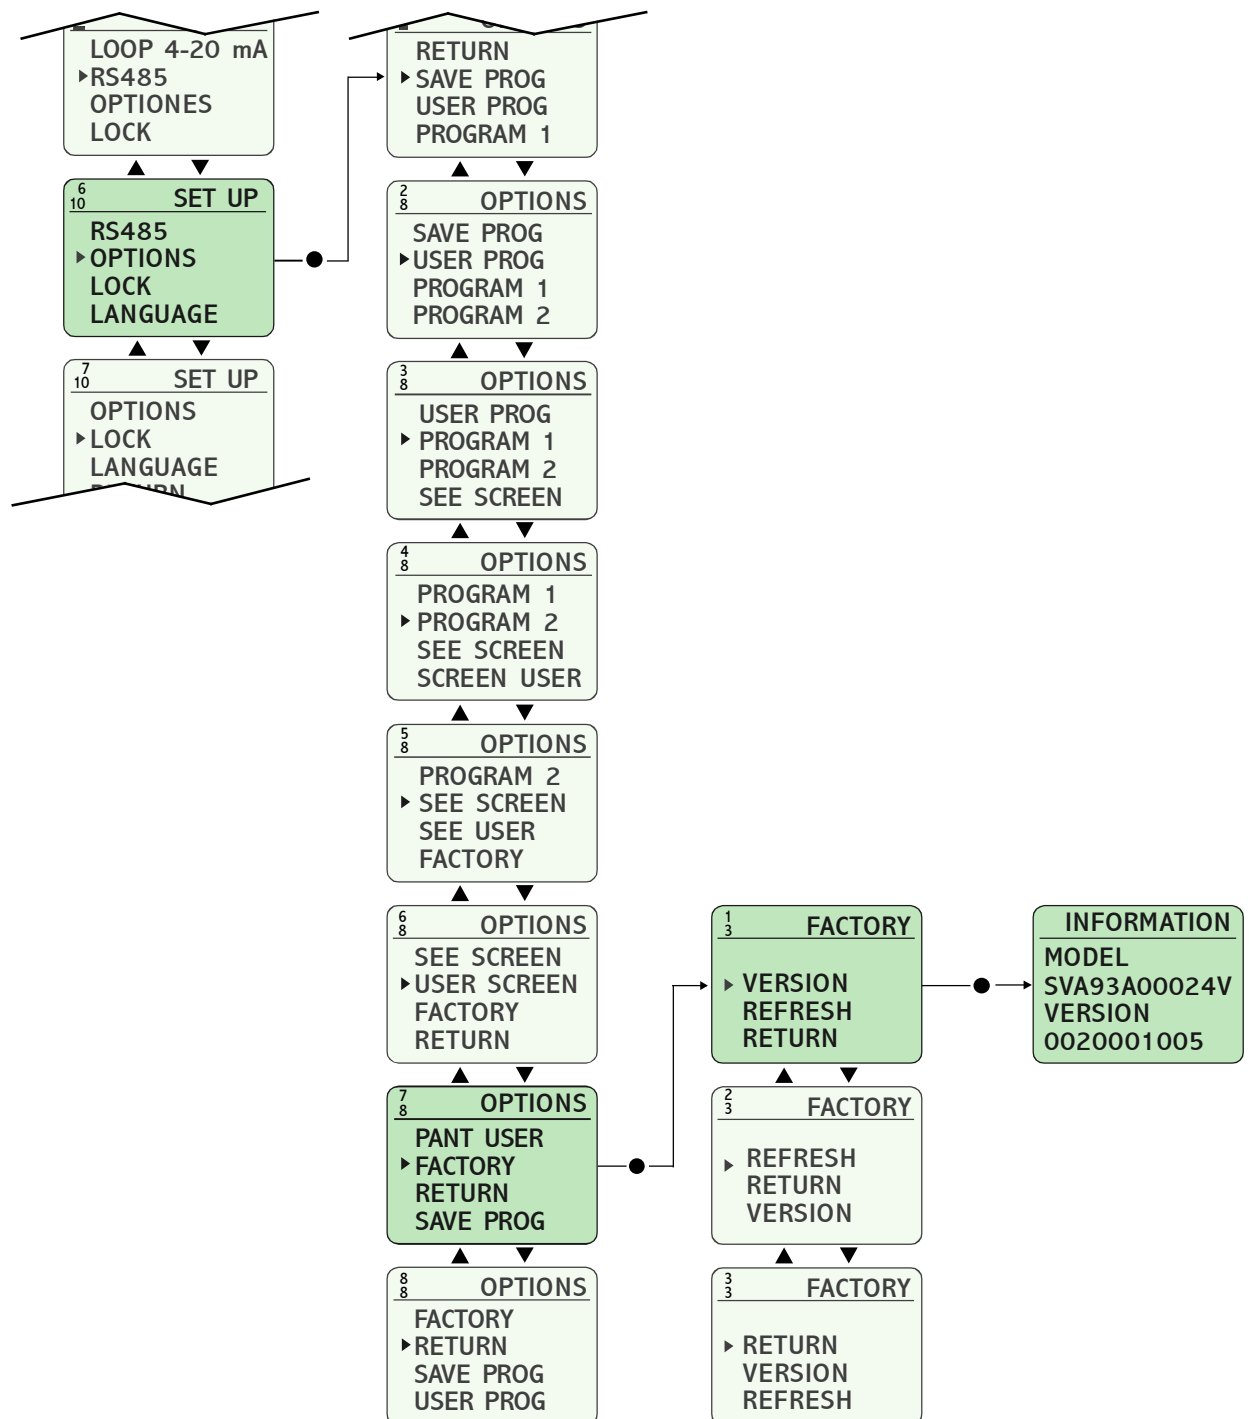 LOOP 4-20 mA
RS485
OPTIONES
LOCK
6
10
SET UP
RS485
OPTIONS
LOCK
LANGUAGE
7
10
SET UP
OPTIONS
LOCK
LANGUAGE
RETURN
SAVE PROG
USER PROG
PROGRAM 1
2
8
OPTIONS
SAVE PROG
USER PROG
PROGRAM 1
PROGRAM 2
3
8
OPTIONS
USER PROG
PROGRAM 1
PROGRAM 2
SEE SCREEN
4
8
OPTIONS
PROGRAM 1
PROGRAM 2
SEE SCREEN
SCREEN USER
5
8
OPTIONS
PROGRAM 2
SEE SCREEN
SEE USER
FACTORY
6
8
OPTIONS
SEE SCREEN
USER SCREEN
FACTORY
RETURN
7
8
OPTIONS
PANT USER
FACTORY
RETURN
SAVE PROG
8
8
OPTIONS
FACTORY
RETURN
SAVE PROG
USER PROG
1
3
FACTORY
VERSION
REFRESH
RETURN
2
3
FACTORY
REFRESH
RETURN
VERSION
3
3
FACTORY
RETURN
VERSION
REFRESH
INFORMATION
MODEL
SVA93A00024V
VERSION
0020001005